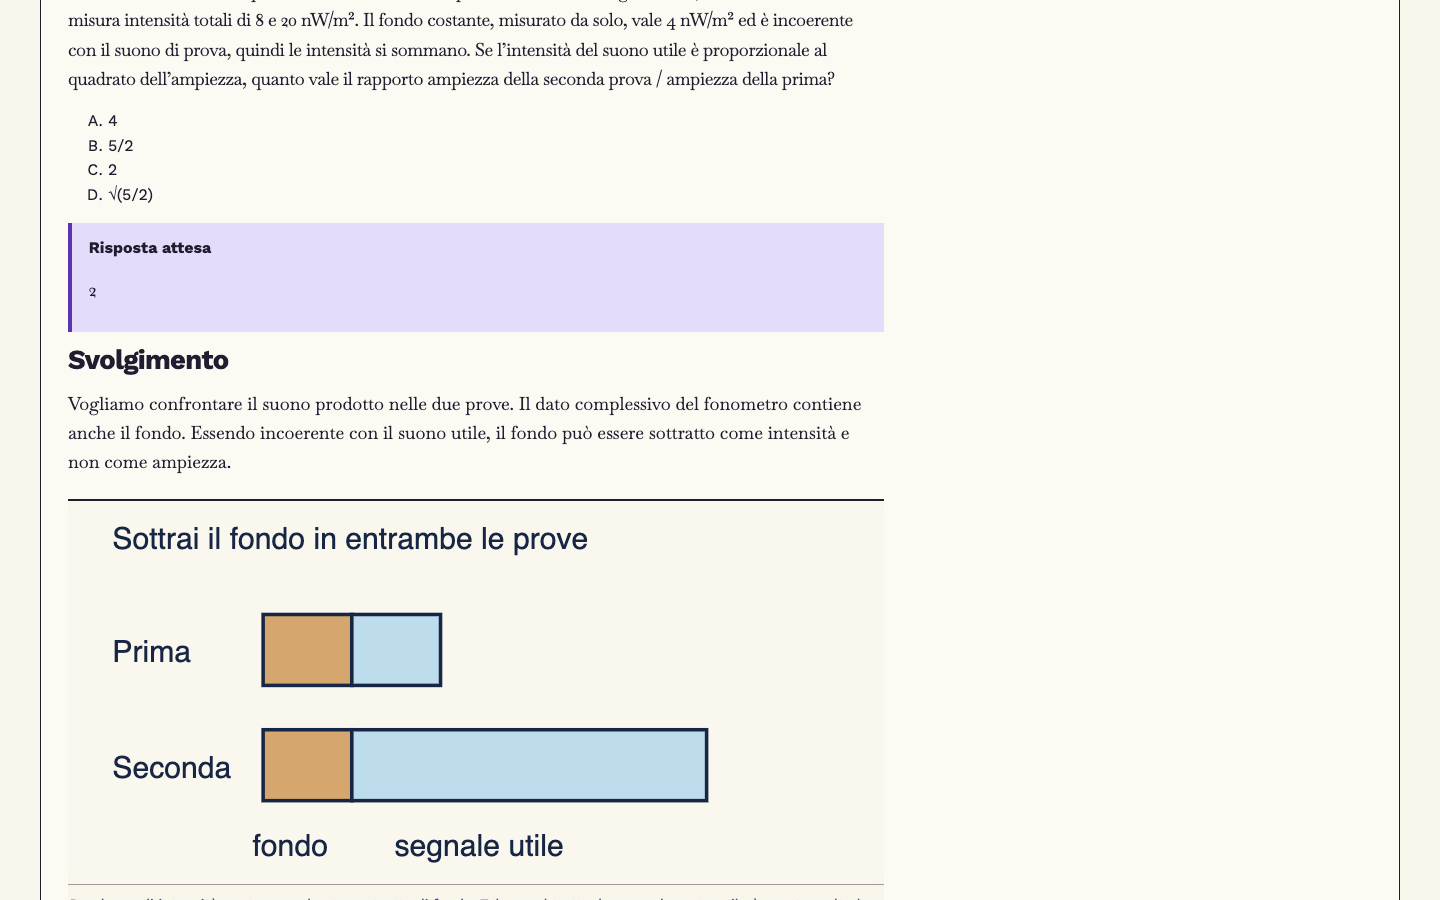 misura intensità totali di 8 e 20 nW/m². Il fondo costante, misurato da solo, vale 4 nW/m² ed è incoerente
con il suono di prova, quindi le intensità si sommano. Se l’intensità del suono utile è proporzionale al
quadrato dell’ampiezza, quanto vale il rapporto ampiezza della seconda prova / ampiezza della prima?
A. 4
B. 5/2
C. 2
D. √(5/2)
Risposta attesa
2
Svolgimento
Vogliamo confrontare il suono prodotto nelle due prove. Il dato complessivo del fonometro contiene
anche il fondo. Essendo incoerente con il suono utile, il fondo può essere sottratto come intensità e
non come ampiezza.
Sottrai il fondo in entrambe le prove
Prima
Seconda
fondo segnale utile